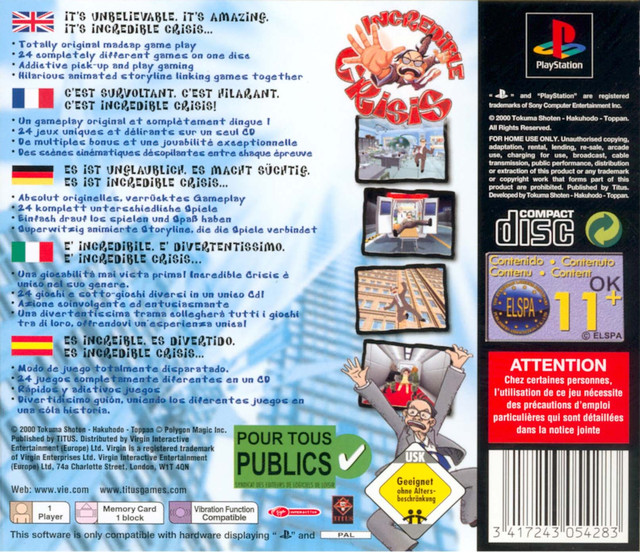 IT'S UNBELIEVABLE. IT'S AMAZING.
IT'S INCREDIBLE CRISIS...
• Totally original madcap game play
• 24 completely different games on one disc
• Addictive pick-up and play gaming
• Hilarious animated storyline linking games together
C'EST SURVOLTANT. C'EST HILARANT.
C'EST INCREDIBLE CRISIS!
• Un gameplay original et complètement dingue !
• 24 jeux uniques et délirants sur un seul CD
• De multiples bonus et une jouabilité exceptionnelle
• Des scènes cinématiques désopilantes entre chaque épreuve
ES IST UNGLAUBLICH. ES MACHT SÜCHTIG.
ES IST INCREDIBLE CRISIS...
• Absolut originelles, verrücktes Gameplay
• 24 komplett unterschiedliche Spiele
• Einfach drauf los spielen und Spaß haben
• Superwitzig animierte Storyline, die die Spiele verbindet
E' INCREDIBILE. E' DIVERTENTISSIMO.
E' INCREDIBLE CRISIS...
• Una giocabilità mai vista prima! Incredible Crisis è
unico nel suo genere.
• 24 giochi e sotto-giochi diversi in un unico Cd!
• Azione coinvolgente ed entusiasmante
• Una divertentissima trama collegherà tutti i giochi
tra di loro, offrendovi un'esperienza unica!
ES INCREIBLE, ES DIVERTIDO.
ES INCREDIBLE CRISIS...
• Modo de juego totalmente disparatado.
• 24 juegos completamente diferentes en un CD
• Rápidos y adictivos juegos
• Divertidísimo guión, uniendo los diferentes juegos en
una sóla historia.
© 2000 Tokuma Shoten - Hakuhodo - Toppan © Polygon Magic Inc.
Published by TITUS. Distributed by Virgin Interactive
Entertainment (Europe) Ltd. Virgin is a registered trademark
of Virgin Enterprises Ltd. Virgin Interactive Entertainment
(Europe) Ltd, 74a Charlotte Street, London, W1T 4QN
Web: www.vie.com www.titusgames.com
1
Player
Memory Card
1 block
Vibration Function
Compatible
Virgin INTERACTIVE
TITUS
This software is only compatible with hardware displaying " " and PAL
INCREDIBLE
CRISIS
POUR TOUS
PUBLICS
SYNDICAT DES EDITEURS DE LOGICIELS DE LOISIR
USK
Geeignet
ohne Alters-
beschränkung
PlayStation
" " and "PlayStation" are registered
trademarks of Sony Computer Entertainment Inc.
© 2000 Tokuma Shoten - Hakuhodo - Toppan.
All Rights Reserved.
FOR HOME USE ONLY. Unauthorised copying,
adaptation, rental, lending, re-sale, arcade
use, charging for use, broadcast, cable
transmission, public performance, distribution
or extraction of this product or any trademark
or copyright work that forms part of this
product are prohibited. Published by Titus.
Developed by Tokuma Shoten - Hakuhodo - Toppan.
COMPACT
disc
Contenido • Contenuto
Contenu • Content
ELSPA
OK
11+
© ELSPA
ATTENTION
Chez certaines personnes,
l'utilisation de ce jeu nécessite
des précautions d'emploi
particulières qui sont détaillées
dans la notice jointe
3 417243 054283